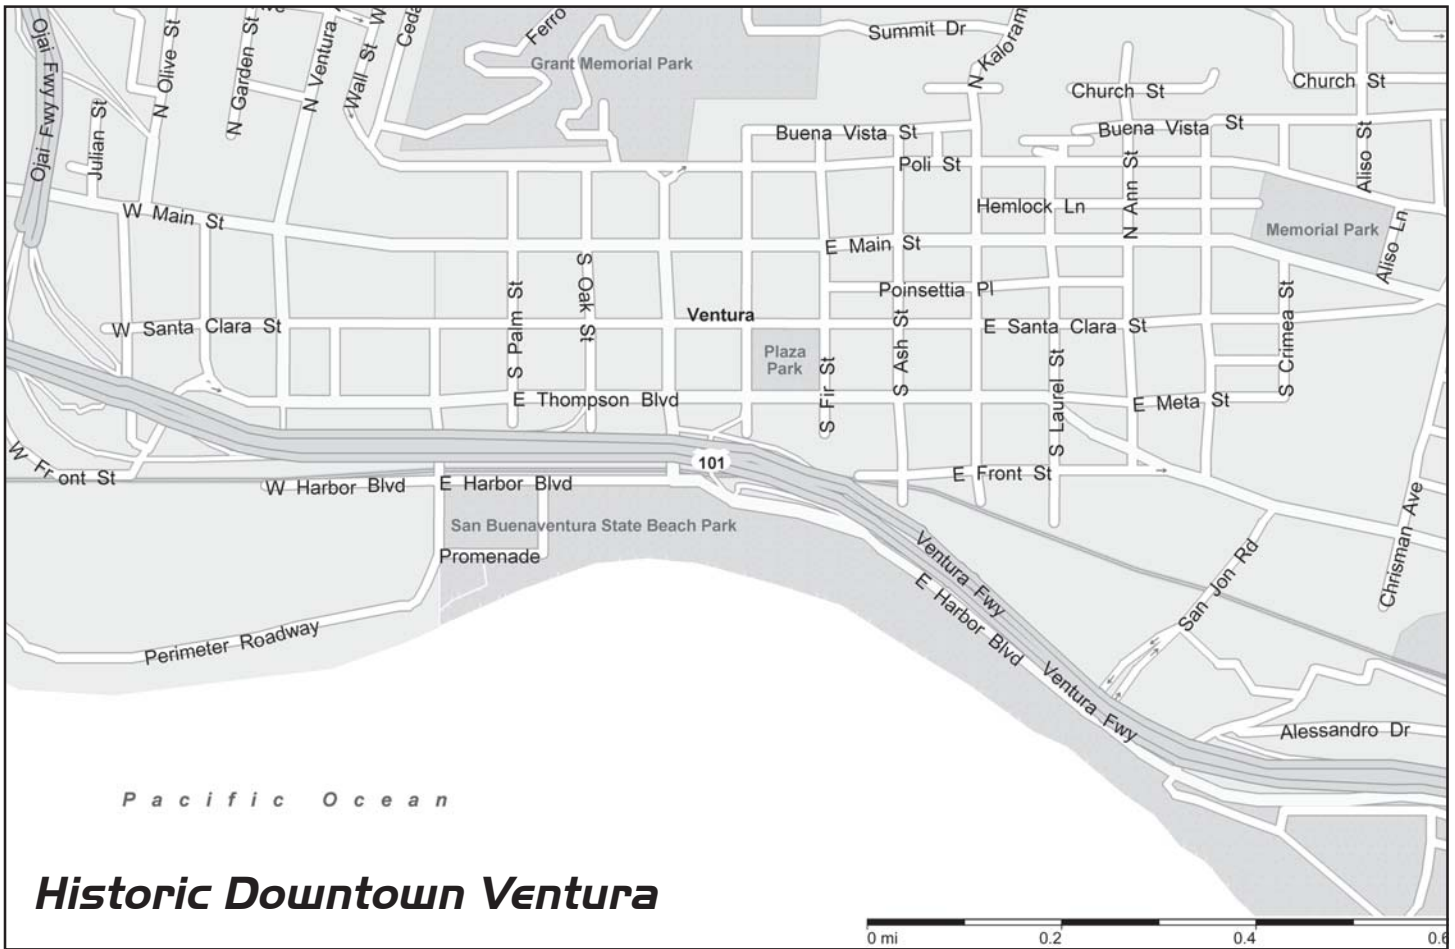 Ojai Fwy
Ojai Fwy
N Olive St
N Garden St
N Ventura
Wall St W
Ferro
Grant Memorial Park
Summit Dr
N Kaloram
Church St
Church St
Julian St
Buena Vista St
Buena Vista St
Poli St
Aliso St
N Ann St
W Main St
Hemlock Ln
Memorial Park
E Main St
Aliso Ln
S Oak St
S Palm St
Poinsettia Pl
W Santa Clara St
Ventura
E Santa Clara St
S Ash St
S Crimea St
Plaza
Park
S Fir St
S Laurel St
E Thompson Blvd
E Meta St
W Front St
101
E Front St
W Harbor Blvd
E Harbor Blvd
San Buenaventura State Beach Park
Promenade
Chrisman Ave
Ventura Fwy
San Jon Rd
E Harbor Blvd
Perimeter Roadway
Ventura Fwy
Alessandro Dr
Pacific Ocean
Historic Downtown Ventura
0 mi 0.2 0.4